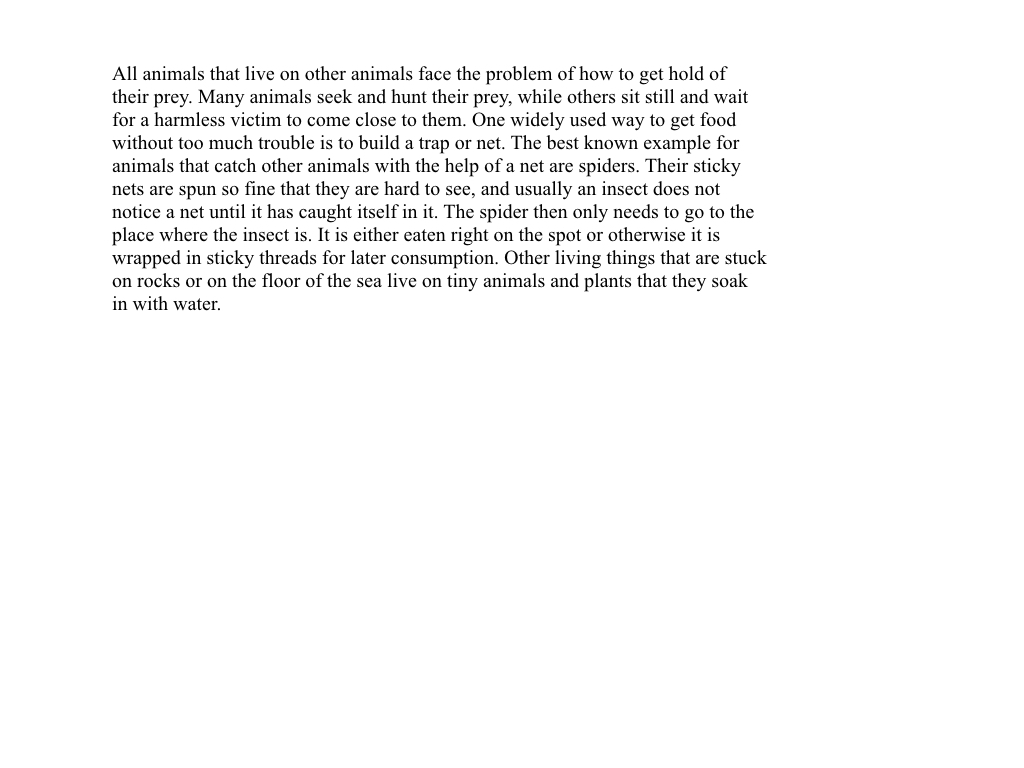 All animals that live on other animals face the problem of how to get hold of
their prey. Many animals seek and hunt their prey, while others sit still and wait
for a harmless victim to come close to them. One widely used way to get food
without too much trouble is to build a trap or net. The best known example for
animals that catch other animals with the help of a net are spiders. Their sticky
nets are spun so fine that they are hard to see, and usually an insect does not
notice a net until it has caught itself in it. The spider then only needs to go to the
place where the insect is. It is either eaten right on the spot or otherwise it is
wrapped in sticky threads for later consumption. Other living things that are stuck
on rocks or on the floor of the sea live on tiny animals and plants that they soak
in with water.